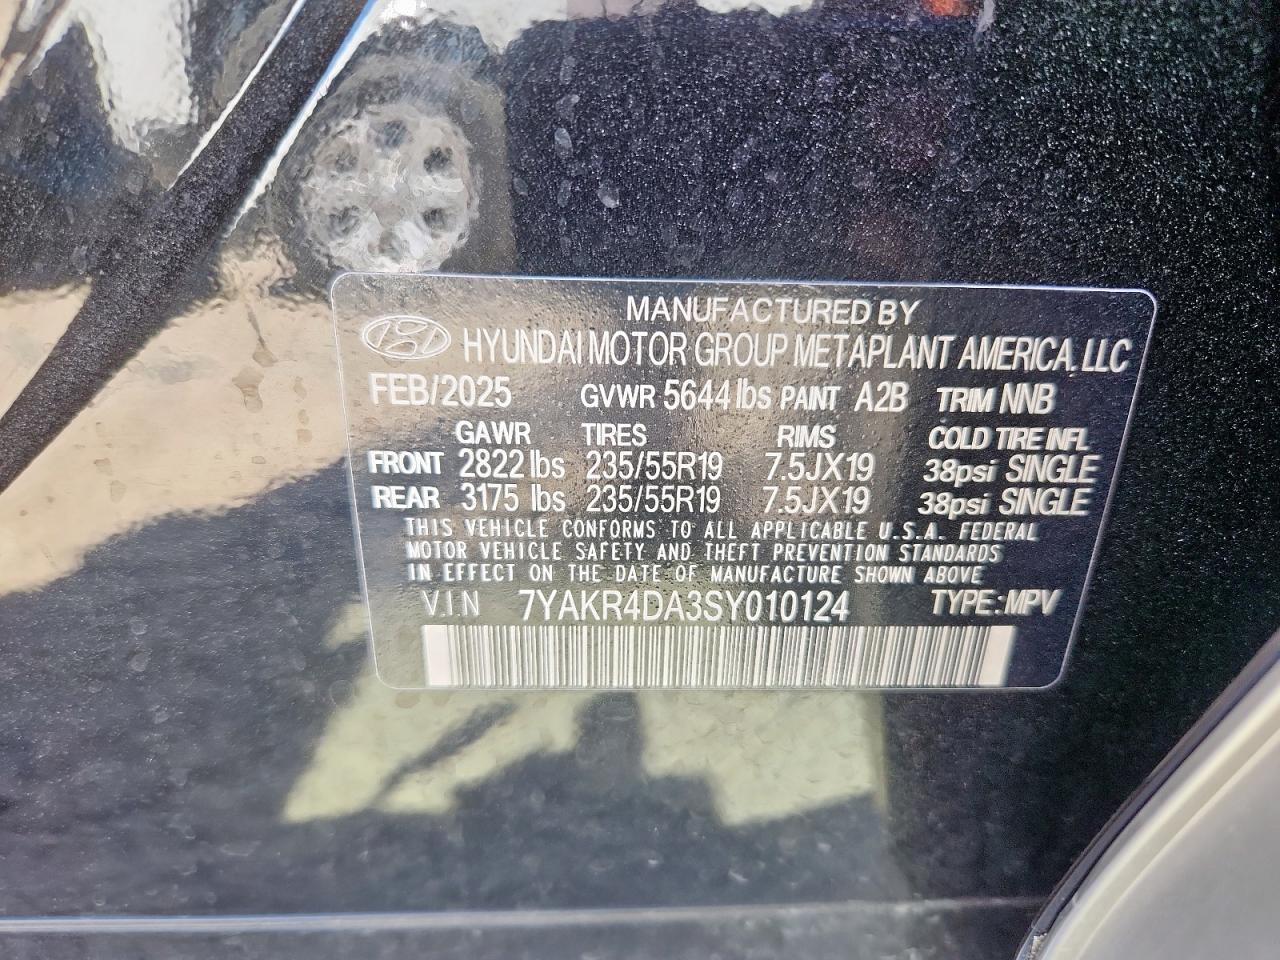 MANUFACTURED BY
HYUNDAI MOTOR GROUP METAPLANT AMERICA, LLC
FEB/2025 GVWR 5644 lbs PAINT A2B TRIM NNB
GAWR TIRES RIMS COLD TIRE INFL
FRONT 2822 lbs 235/55R19 7.5JX19 38psi SINGLE
REAR 3175 lbs 235/55R19 7.5JX19 38psi SINGLE
THIS VEHICLE CONFORMS TO ALL APPLICABLE U.S.A. FEDERAL
MOTOR VEHICLE SAFETY AND THEFT PREVENTION STANDARDS
IN EFFECT ON THE DATE OF MANUFACTURE SHOWN ABOVE
V.I.N 7YAKR4DA3SY010124 TYPE: MPV